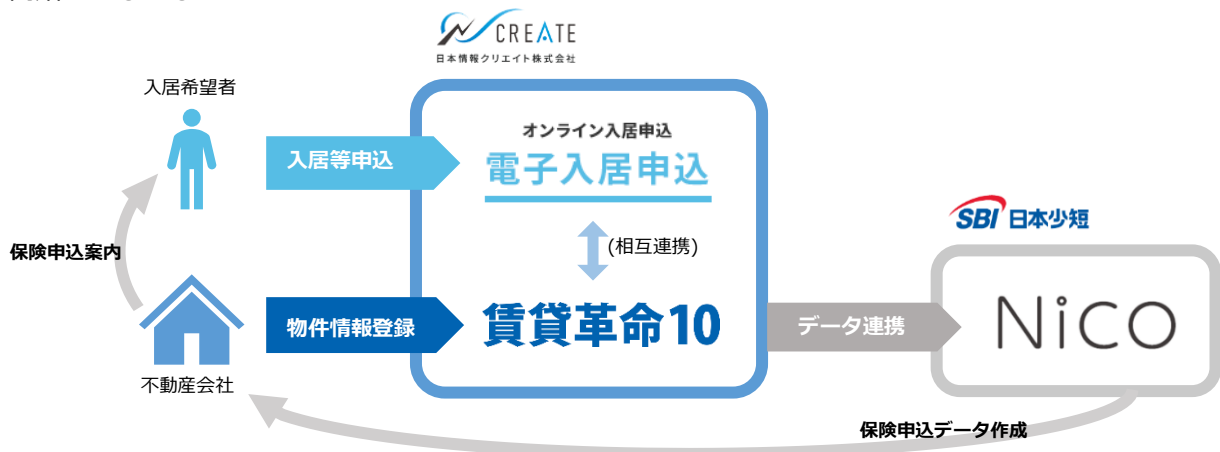 CREATE
日本情報クリエイト株式会社
入居希望者
オンライン入居申込
入居等申込
電子入居申込
SBI 日本少短
保険申込案内
(相互連携)
物件情報登録
賃貸革命10
データ連携
Nico
不動産会社
保険申込データ作成